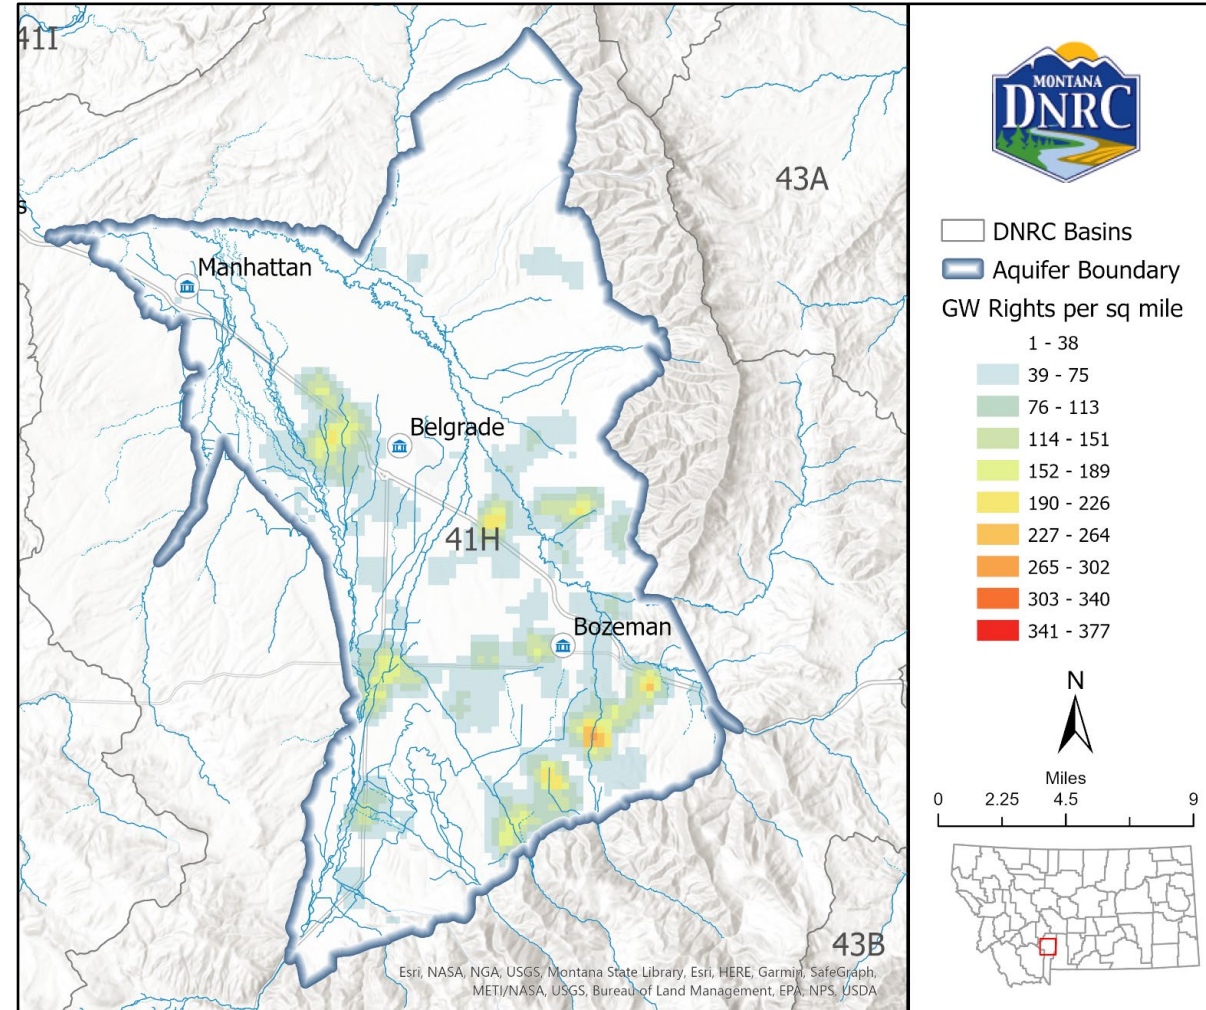 41I
43A
s
Manhattan
Belgrade
41H
Bozeman
43B
Esri, NASA, NGA, USGS, Montana State Library, Esri, HERE, Garmin, SafeGraph,
METI/NASA, USGS, Bureau of Land Management, EPA, NPS, USDA
MONTANA
DNRC
DNRC Basins
Aquifer Boundary
GW Rights per sq mile
1 - 38
39 - 75
76 - 113
114 - 151
152 - 189
190 - 226
227 - 264
265 - 302
303 - 340
341 - 377
N
Miles
0 2.25 4.5 9